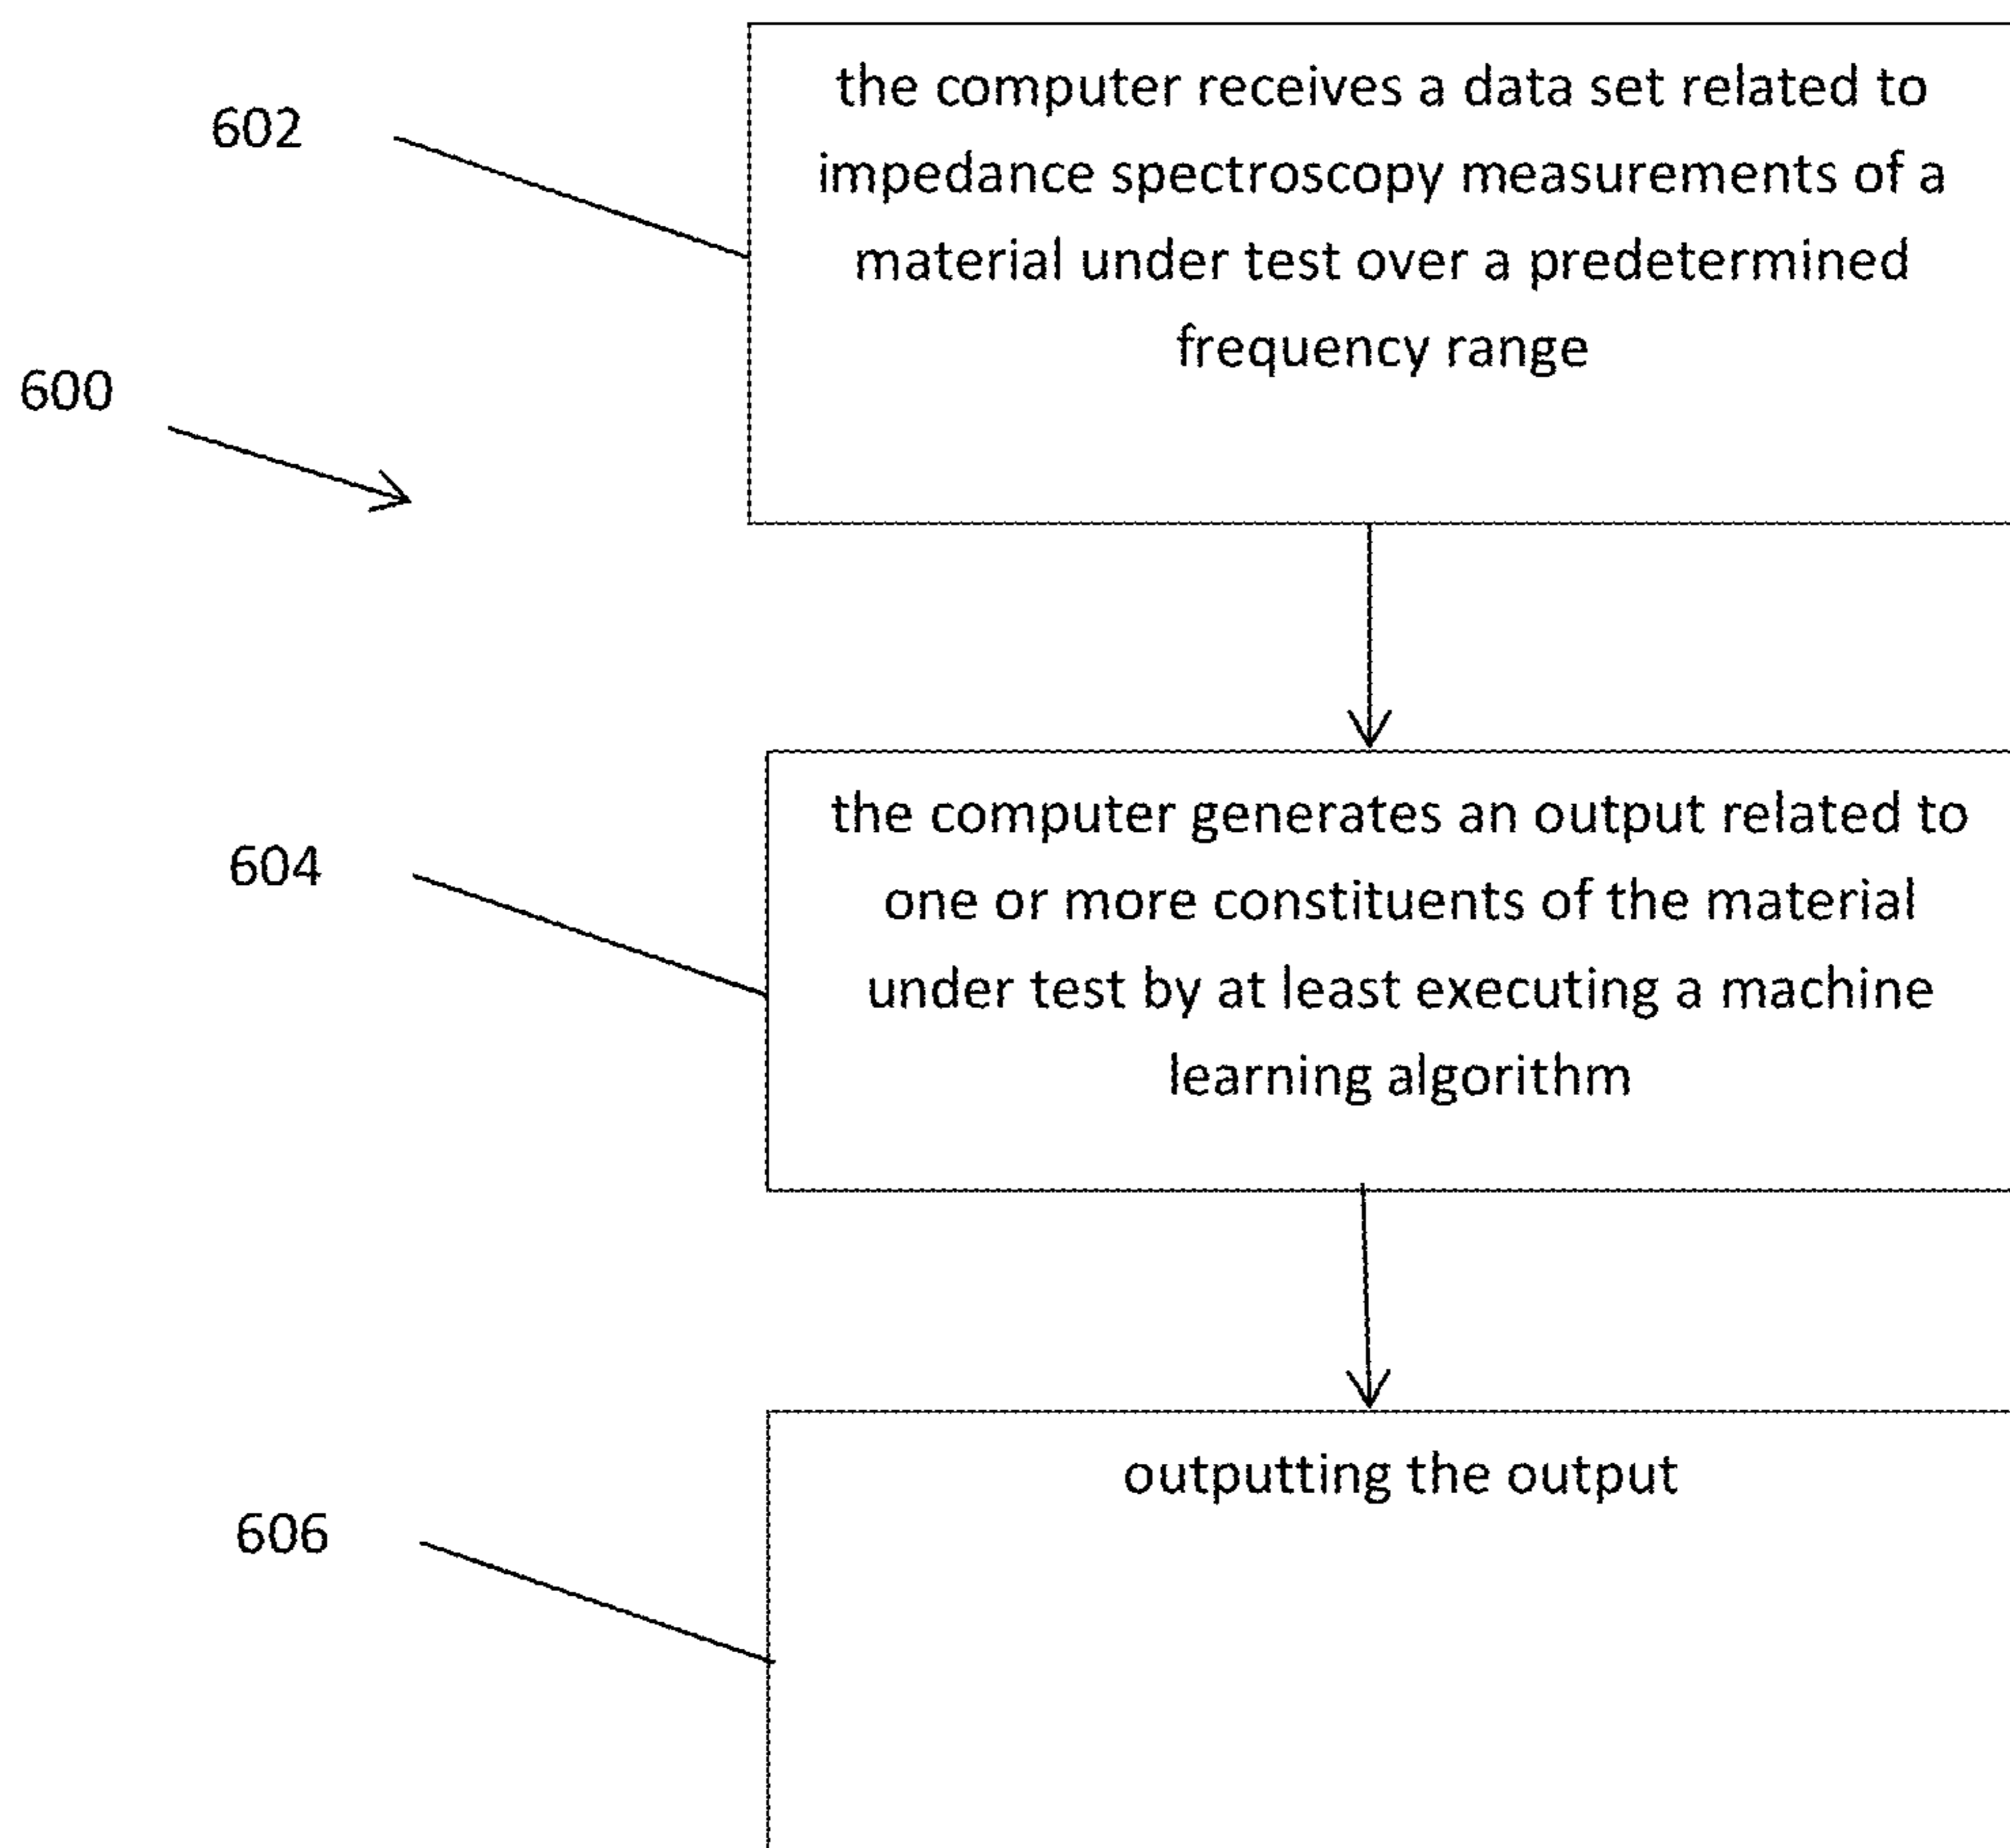 602
the computer receives a data set related to
impedance spectroscopy measurements of a
material under test over a predetermined
frequency range
600
604
the computer generates an output related to
one or more constituents of the material
under test by at least executing a machine
learning algorithm
606
outputting the output